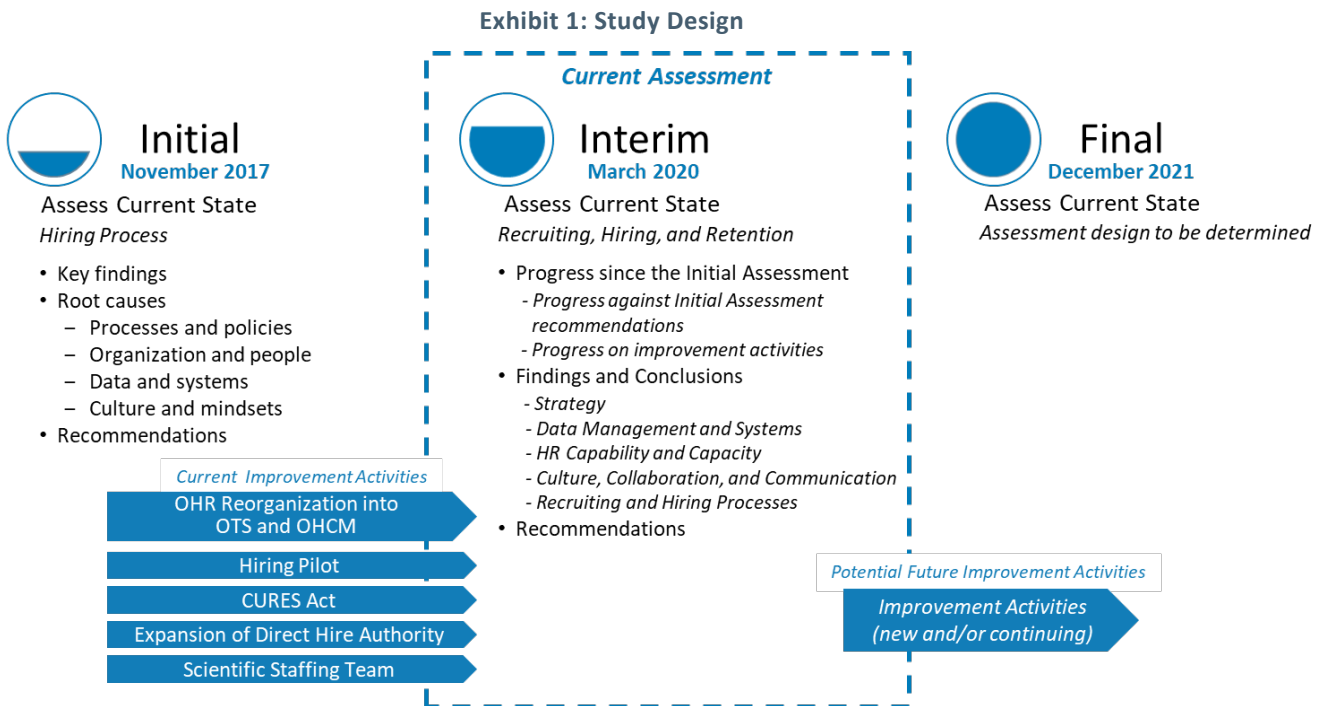 Exhibit 1: Study Design
Current Assessment
Initial
November 2017
Assess Current State
Hiring Process
• Key findings
• Root causes
– Processes and policies
– Organization and people
– Data and systems
– Culture and mindsets
• Recommendations
Current Improvement Activities
OHR Reorganization into
OTS and OHCM
Hiring Pilot
CURES Act
Expansion of Direct Hire Authority
Scientific Staffing Team
Interim
March 2020
Assess Current State
Recruiting, Hiring, and Retention
• Progress since the Initial Assessment
- Progress against Initial Assessment
recommendations
- Progress on improvement activities
• Findings and Conclusions
- Strategy
- Data Management and Systems
- HR Capability and Capacity
- Culture, Collaboration, and Communication
- Recruiting and Hiring Processes
• Recommendations
Final
December 2021
Assess Current State
Assessment design to be determined
Potential Future Improvement Activities
Improvement Activities
(new and/or continuing)